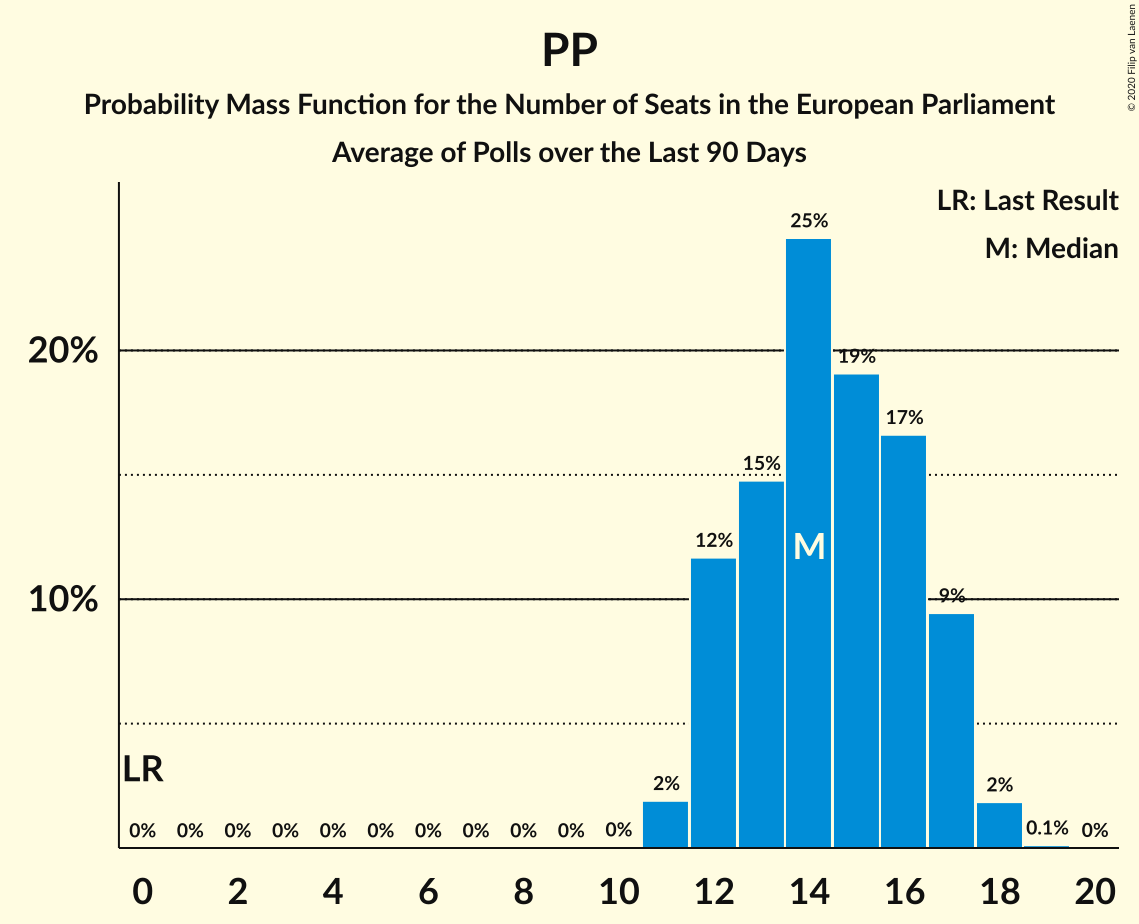 PP
Probability Mass Function for the Number of Seats in the European Parliament
Average of Polls over the Last 90 Days
© 2020 Filip van Laenen
LR: Last Result
M: Median
20%
10%
25%
19%
17%
15%
12%
M
9%
LR
0% 0% 0% 0% 0% 0% 0% 0% 0% 0% 0% 2% 2% 0.1% 0%
0 2 4 6 8 10 12 14 16 18 20